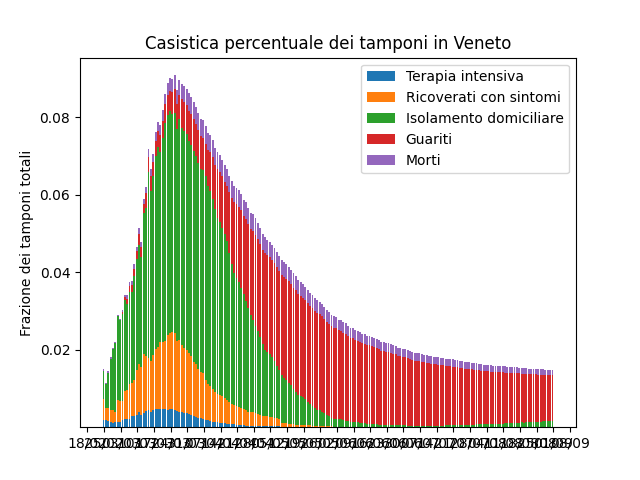 Casistica percentuale dei tamponi in Veneto
Terapia intensiva
Ricoverati con sintomi
Isolamento domiciliare
Guariti
Morti
Frazione dei tamponi totali
0.08
0.06
0.04
0.02